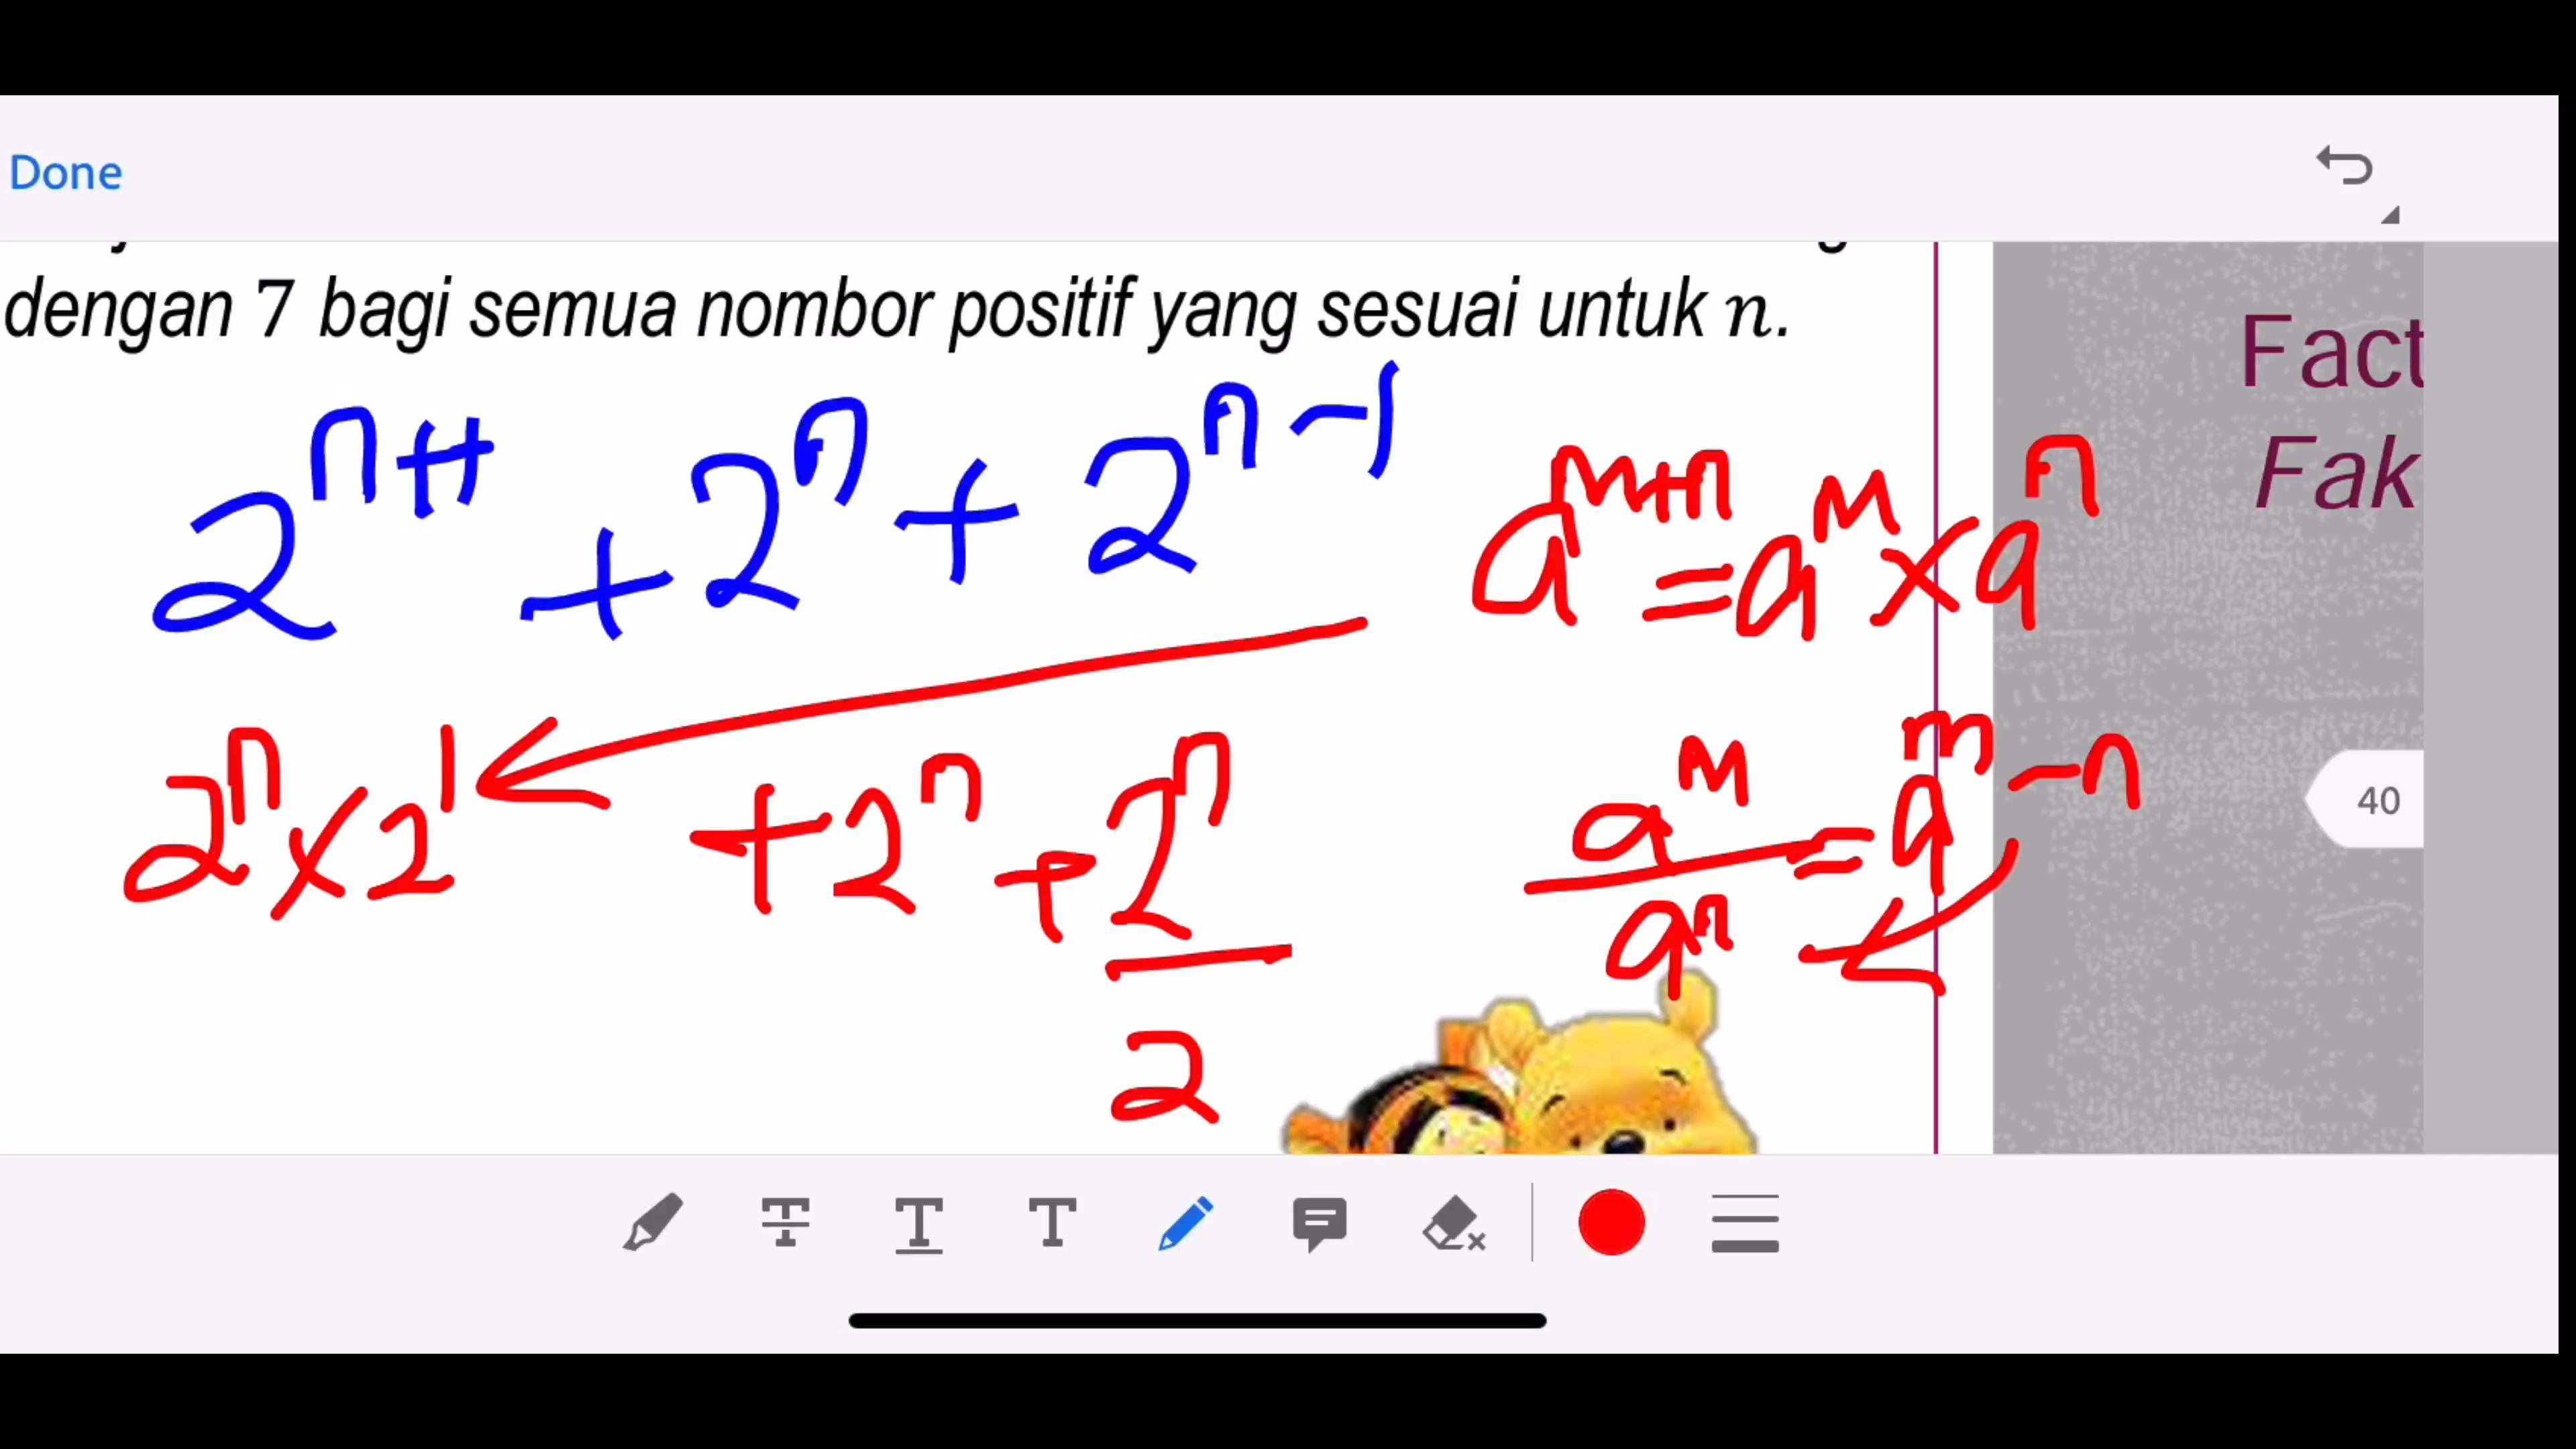 Done
dengan 7 bagi semua nombor positif yang sesuai untuk n.
Fact
Fak
2^{n+1} + 2^n + 2^{n-1}
a^{m+n} = a^m × a^n
2^n × 2^1 + 2^n + 2^n/2
a^m/a^n = a^{m-n}
40